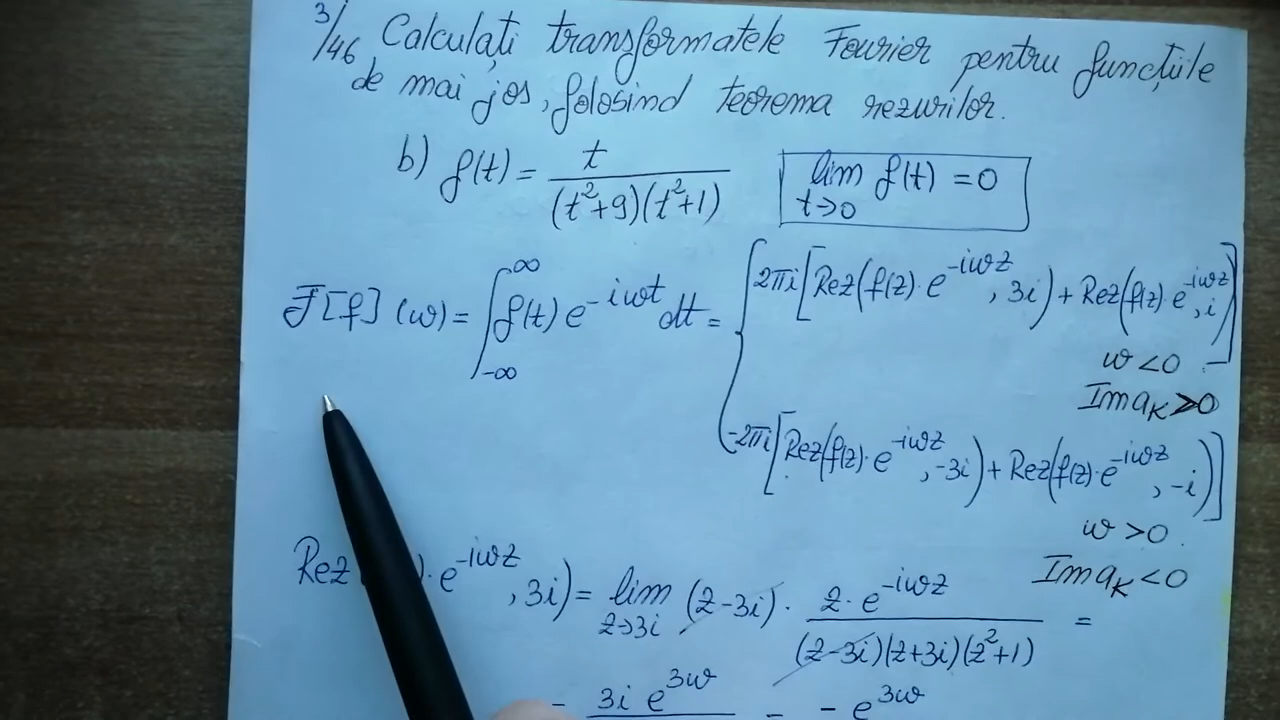 3/46 Calculați transformatele Fourier pentru funcțiile
de mai jos, folosind teorema rezurilor.
b) f(t) = t / (t²+9)(t²+1) lim t→0 f(t) = 0
F[f](ω) = ∫_{-∞}^{∞} f(t) e^{-iωt} dt = { 2πi [Rez(f(z)·e^{-iωz}, 3i) + Rez(f(z) e^{-iωz}, i)]
ω < 0
Im a_K > 0
-2πi [Rez(f(z)·e^{-iωz}, -3i) + Rez(f(z)·e^{-iωz}, -i)]
ω > 0
Im a_K < 0
Rez ) · e^{-iωz}, 3i) = lim z→3i (z-3i) · z·e^{-iωz} / (z-3i)(z+3i)(z²+1) =
= 3i e^{3ω} = -e^{3ω}